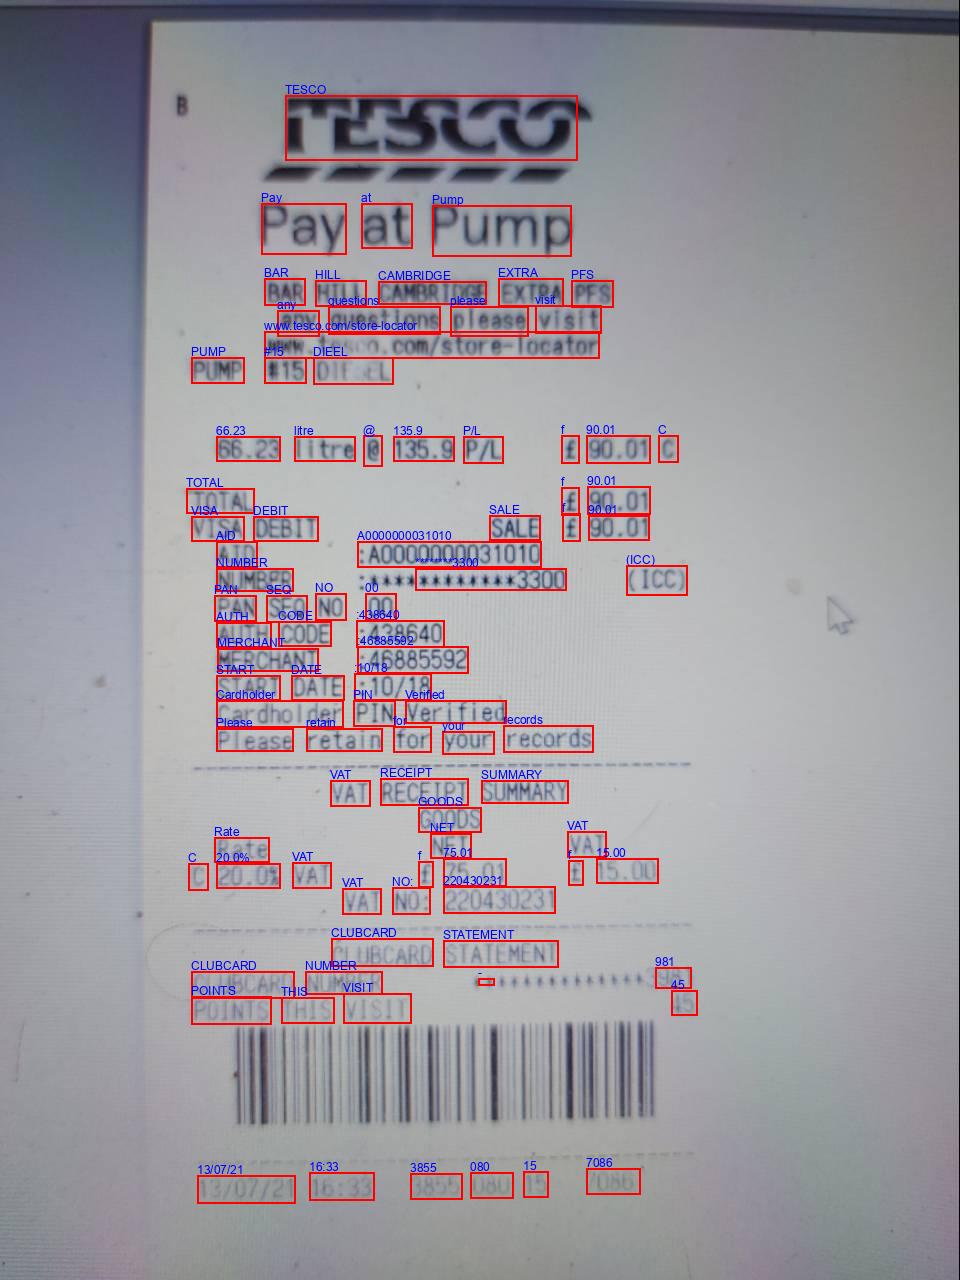 B
TESCO
Pay at Pump
BAR HILL CAMBRIDGE EXTRA PFS
any questions please visit
www.tesco.com/store-locator
PUMP #15 DIESEL
66.23 litre @ 135.9 P/L £ 90.01 C
TOTAL £ 90.01
VISA DEBIT SALE £ 90.01
AID :A0000000031010
NUMBER :************3300 (ICC)
PAN SEQ NO :00
AUTH CODE :438640
MERCHANT :46885592
START DATE :10/18
Cardholder PIN Verified
Please retain for your records
VAT RECEIPT SUMMARY
GOODS
Rate NET VAT
C 20.0% VAT £ 75.01 £ 15.00
VAT NO: 220430231
CLUBCARD STATEMENT
CLUBCARD NUMBER **************3981
POINTS THIS VISIT 45
13/07/21 16:33 3855 080 15 7086